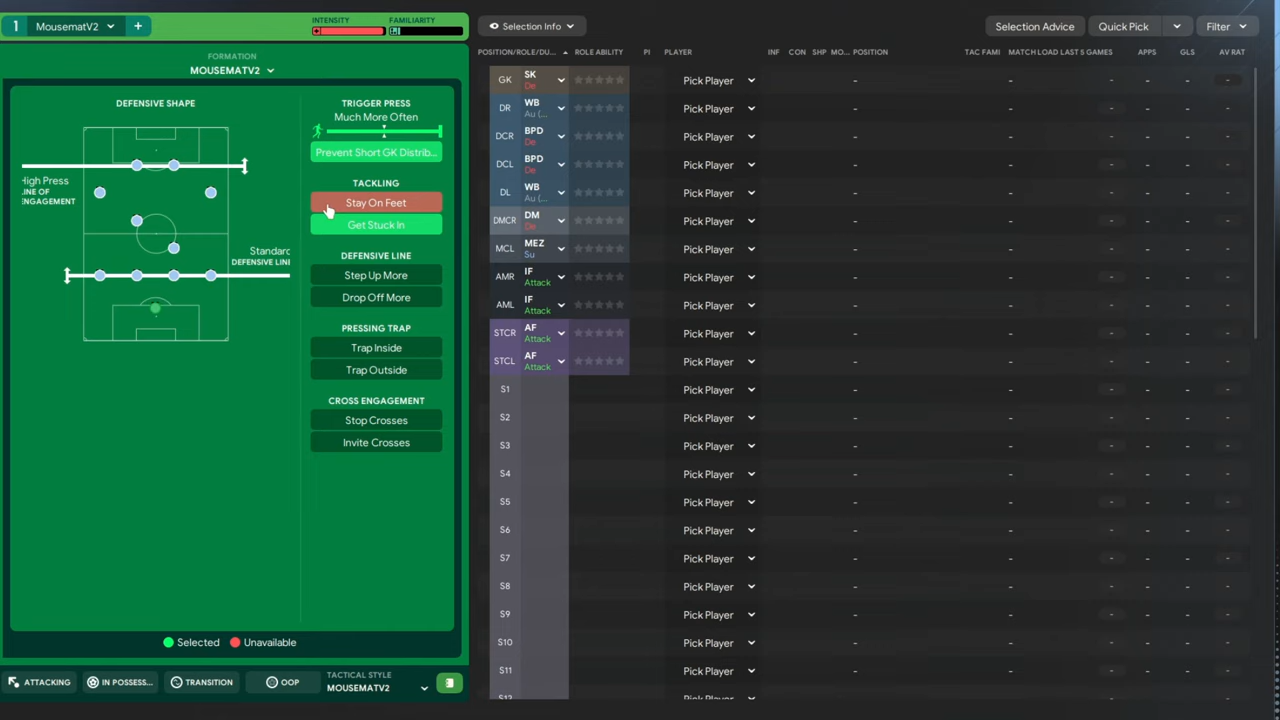 1 MousematV2 +
INTENSITY FAMILIARITY
FORMATION
MOUSEMATV2
DEFENSIVE SHAPE
High Press
LINE OF
ENGAGEMENT
Standard
DEFENSIVE LINE
TRIGGER PRESS
Much More Often
Prevent Short GK Distrib...
TACKLING
Stay On Feet
Get Stuck In
DEFENSIVE LINE
Step Up More
Drop Off More
PRESSING TRAP
Trap Inside
Trap Outside
CROSS ENGAGEMENT
Stop Crosses
Invite Crosses
Selected Unavailable
ATTACKING IN POSSESS... TRANSITION OOP
TACTICAL STYLE
MOUSEMATV2
Selection Info Selection Advice Quick Pick Filter
POSITION/ROLE/DU... ROLE ABILITY PI PLAYER INF CON SHP MO... POSITION TAC FAMI MATCH LOAD LAST 5 GAMES APPS GLS AV RAT
GK SK De Pick Player - - - - - -
DR WB Au (... Pick Player - - - - - -
DCR BPD De Pick Player - - - - - -
DCL BPD De Pick Player - - - - - -
DL WB Au (... Pick Player - - - - - -
DMCR DM De Pick Player - - - - - -
MCL MEZ Su Pick Player - - - - - -
AMR IF Attack Pick Player - - - - - -
AML IF Attack Pick Player - - - - - -
STCR AF Attack Pick Player - - - - - -
STCL AF Attack Pick Player - - - - - -
S1 Pick Player - - - - - -
S2 Pick Player - - - - - -
S3 Pick Player - - - - - -
S4 Pick Player - - - - - -
S5 Pick Player - - - - - -
S6 Pick Player - - - - - -
S7 Pick Player - - - - - -
S8 Pick Player - - - - - -
S9 Pick Player - - - - - -
S10 Pick Player - - - - - -
S11 Pick Player - - - - - -
S12 Pick Player